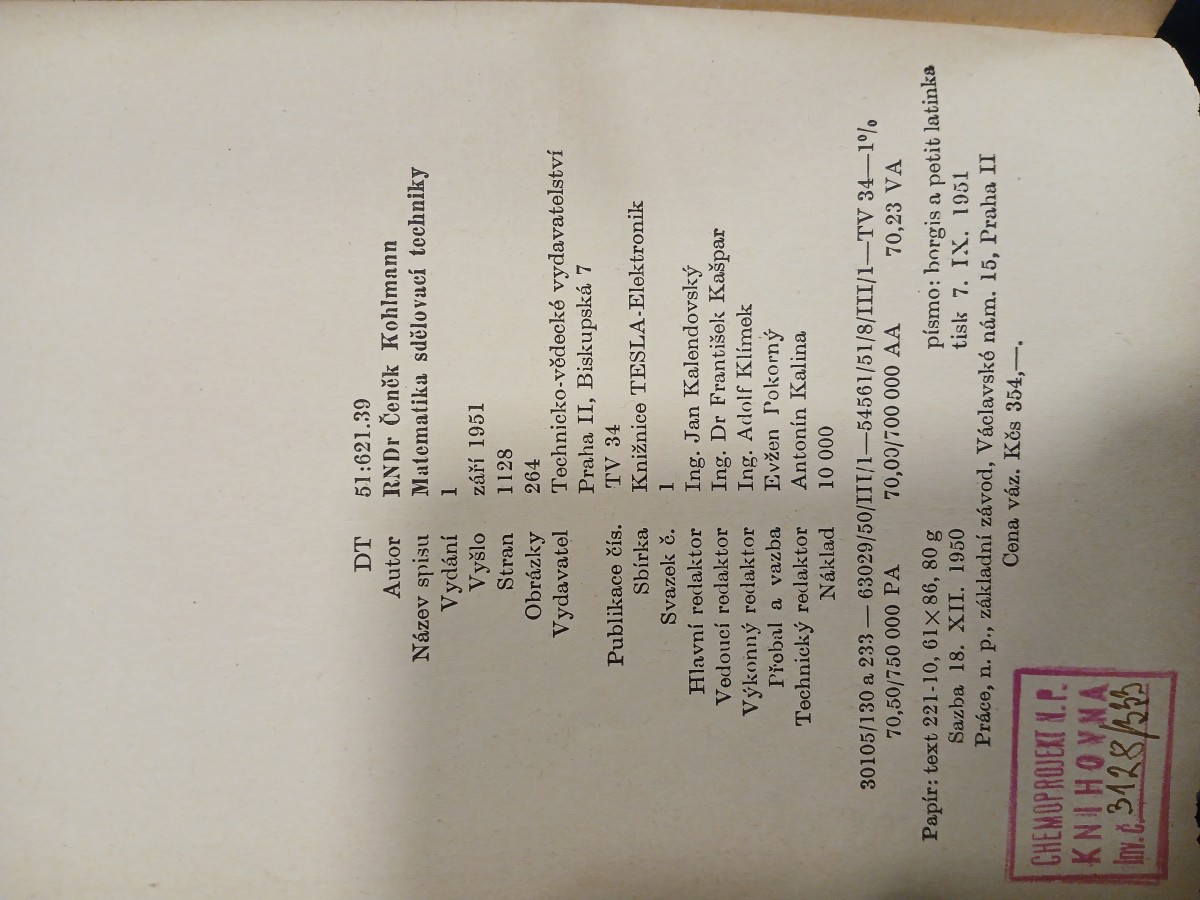 DT 51:621.39
Autor RNDr Čeněk Kohlmann
Název spisu Matematika sdělovací techniky
Vydání 1
Vyšlo září 1951
Stran 1128
Obrázky 264
Vydavatel Technicko-vědecké vydavatelství
Praha II, Biskupská 7
Publikace čís. TV 34
Sbírka Knižnice TESLA-Elektronik
Svazek č. 1
Hlavní redaktor Ing. Jan Kalendovský
Vedoucí redaktor Ing. Dr František Kašpar
Výkonný redaktor Ing. Adolf Klímek
Přebal a vazba Evžen Pokorný
Technický redaktor Antonín Kalina
Náklad 10 000
30105/130 a 233 — 63029/50/III/1—54561/51/8/III/1—TV 34—1%
70,50/750 000 PA 70,00/700 000 AA 70,23 VA
Papír: text 221-10, 61×86, 80 g písmo: borgis a petit latinka
Sazba 18. XII. 1950 tisk 7. IX. 1951
Práce, n. p., základní závod, Václavské nám. 15, Praha II
Cena váz. Kčs 354,—.
CHEMOPROJEKT N.P.
KNIHOVNA
Inv. č. 3128/533